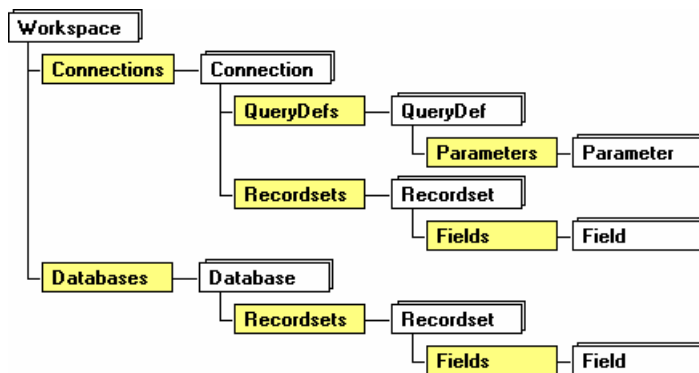 Workspace
Connections Connection
QueryDefs QueryDef
Parameters Parameter
Recordsets Recordset
Fields Field
Databases Database
Recordsets Recordset
Fields Field